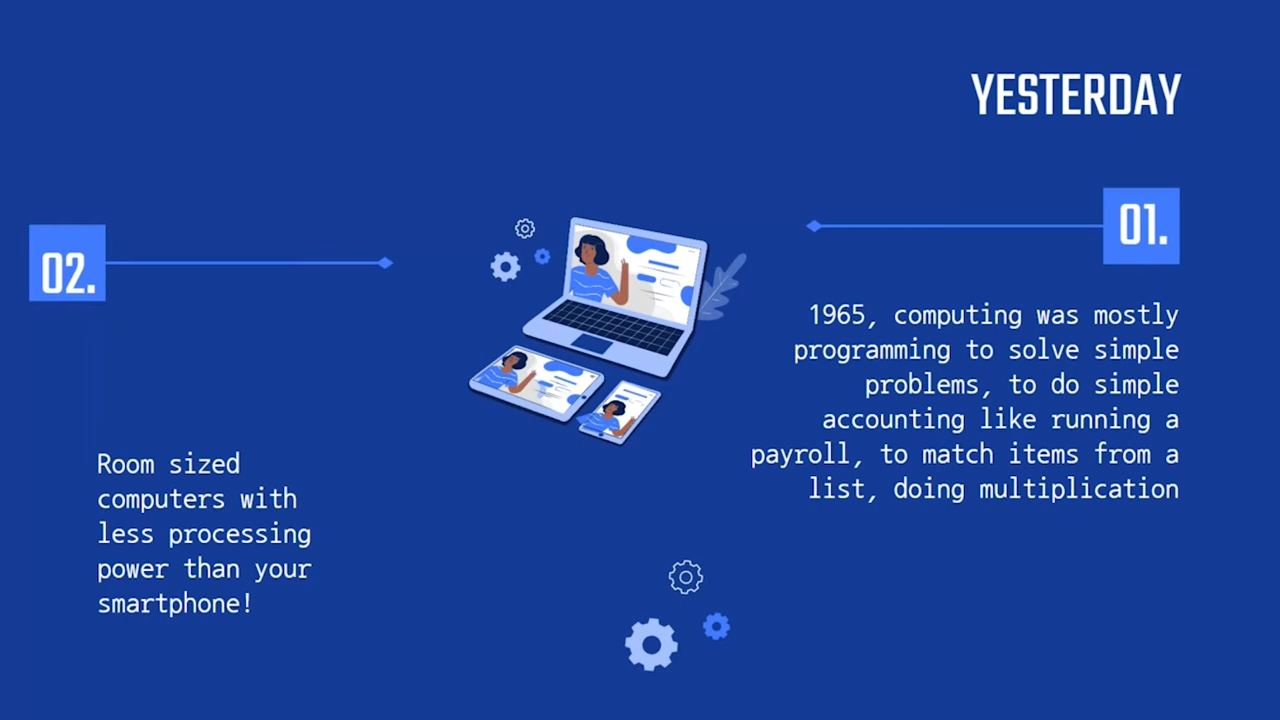 YESTERDAY
01.
1965, computing was mostly
programming to solve simple
problems, to do simple
accounting like running a
payroll, to match items from a
list, doing multiplication
02.
Room sized
computers with
less processing
power than your
smartphone!